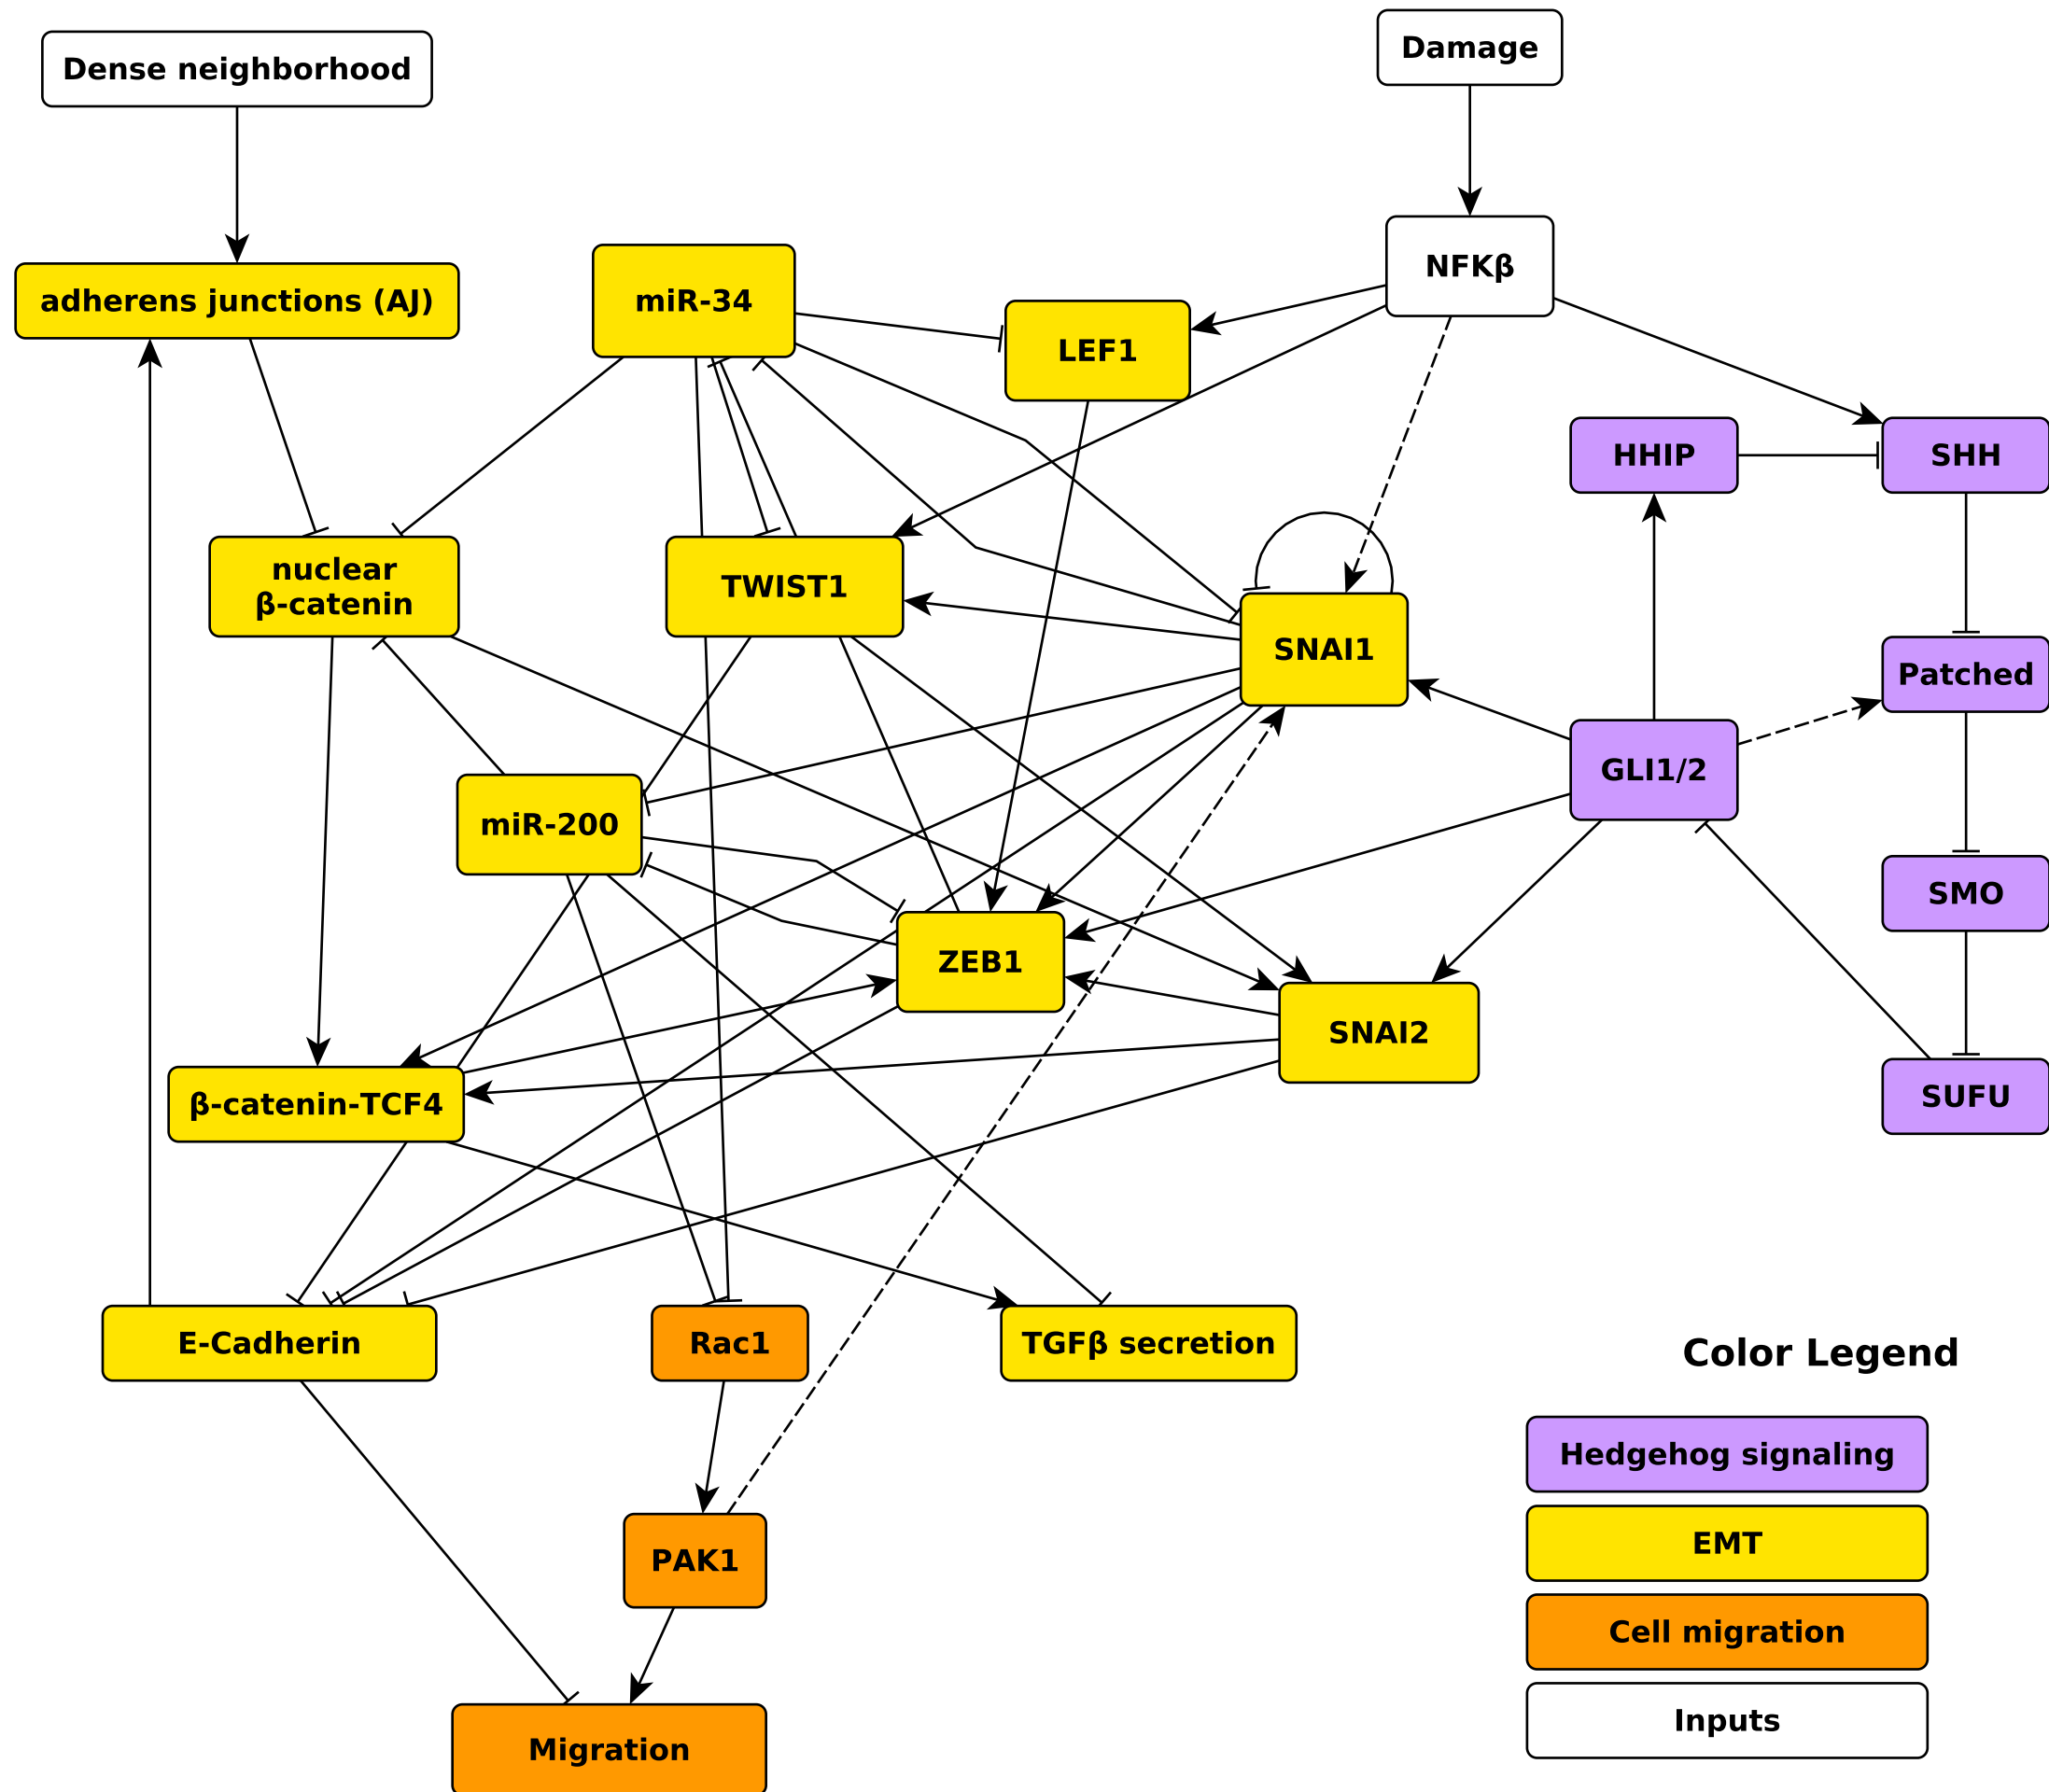 Dense neighborhood
Damage
NFKβ
adherens junctions (AJ)
miR-34
LEF1
HHIP
SHH
nuclear
β-catenin
TWIST1
SNAI1
Patched
GLI1/2
miR-200
SMO
ZEB1
SNAI2
β-catenin-TCF4
SUFU
E-Cadherin
Rac1
TGFβ secretion
PAK1
Migration
Color Legend
Hedgehog signaling
EMT
Cell migration
Inputs